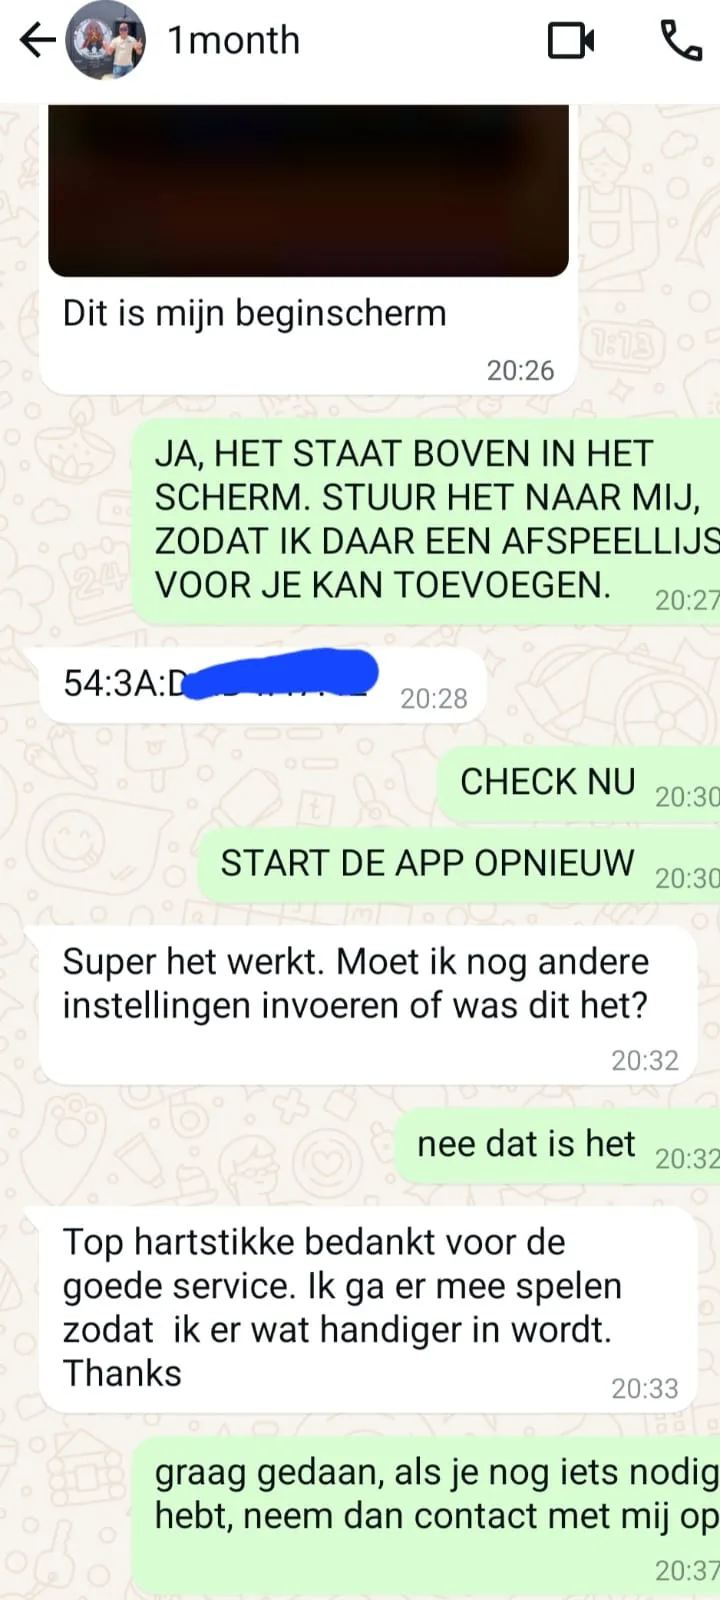 1month
Dit is mijn beginscherm
20:26
JA, HET STAAT BOVEN IN HET
SCHERM. STUUR HET NAAR MIJ,
ZODAT IK DAAR EEN AFSPEELLIJS
VOOR JE KAN TOEVOEGEN.
20:27
54:3A:D
20:28
CHECK NU
20:30
START DE APP OPNIEUW
20:30
Super het werkt. Moet ik nog andere
instellingen invoeren of was dit het?
20:32
nee dat is het
20:32
Top hartstikke bedankt voor de
goede service. Ik ga er mee spelen
zodat  ik er wat handiger in wordt.
Thanks
20:33
graag gedaan, als je nog iets nodig
hebt, neem dan contact met mij op
20:37